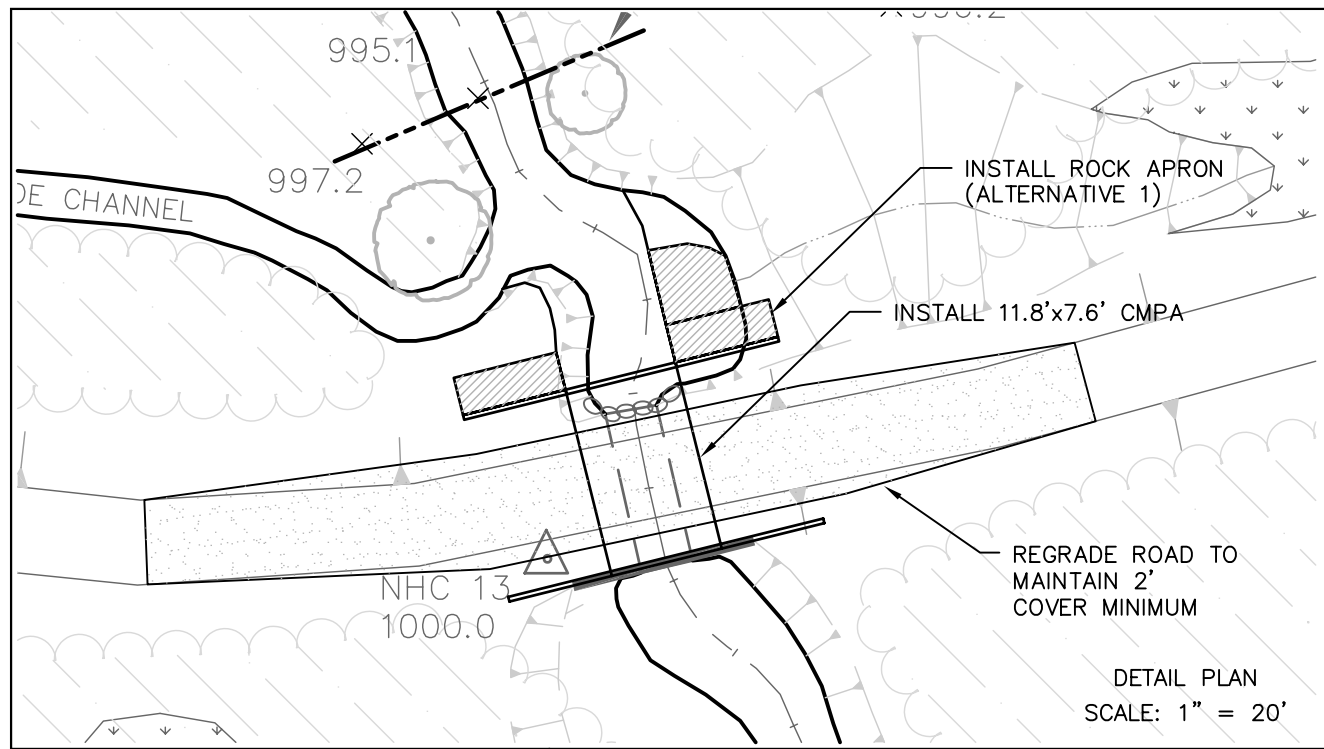 995.1
997.2
DE CHANNEL
INSTALL ROCK APRON
(ALTERNATIVE 1)
INSTALL 11.8'x7.6' CMPA
NHC 13
1000.0
REGRADE ROAD TO
MAINTAIN 2'
COVER MINIMUM
DETAIL PLAN
SCALE: 1" = 20'